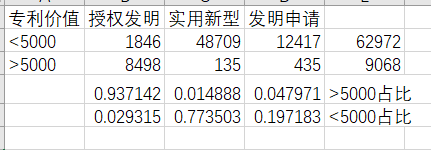 专利价值 授权发明 实用新型 发明申请
<5000 1846 48709 12417 62972
>5000 8498 135 435 9068
0.937142 0.014888 0.047971 >5000占比
0.029315 0.773503 0.197183 <5000占比